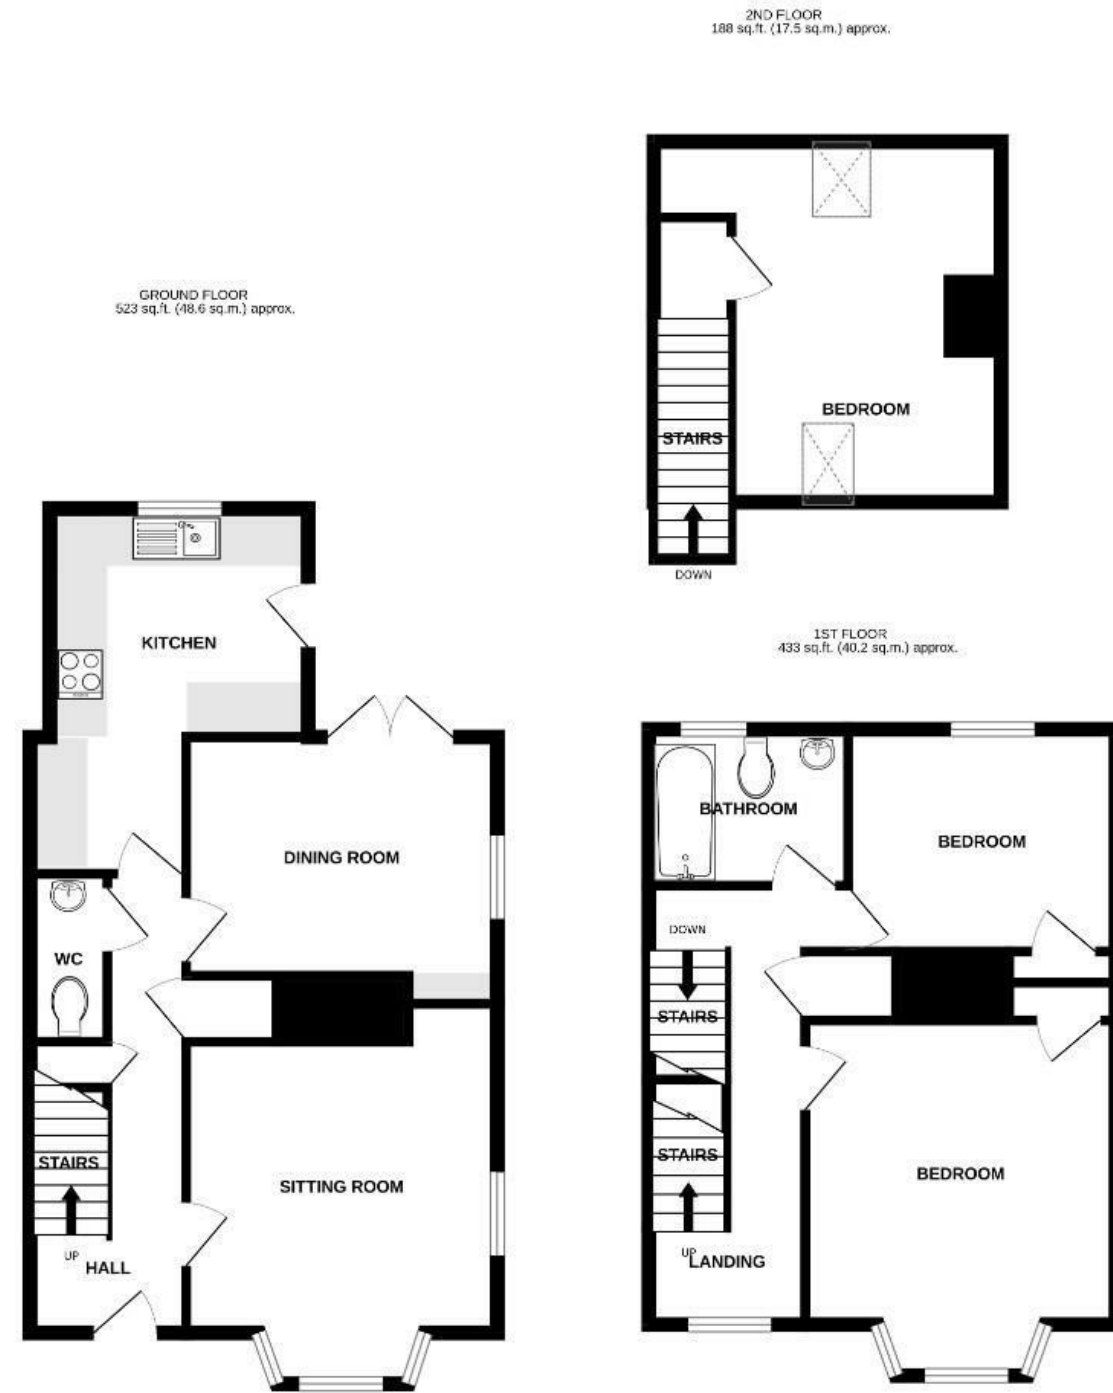 2ND FLOOR
188 sq.ft. (17.5 sq.m.) approx.
BEDROOM
STAIRS
DOWN
GROUND FLOOR
523 sq.ft. (48.6 sq.m.) approx.
KITCHEN
DINING ROOM
WC
STAIRS
SITTING ROOM
UP
HALL
1ST FLOOR
433 sq.ft. (40.2 sq.m.) approx.
BATHROOM
BEDROOM
DOWN
STAIRS
STAIRS
BEDROOM
UP
LANDING